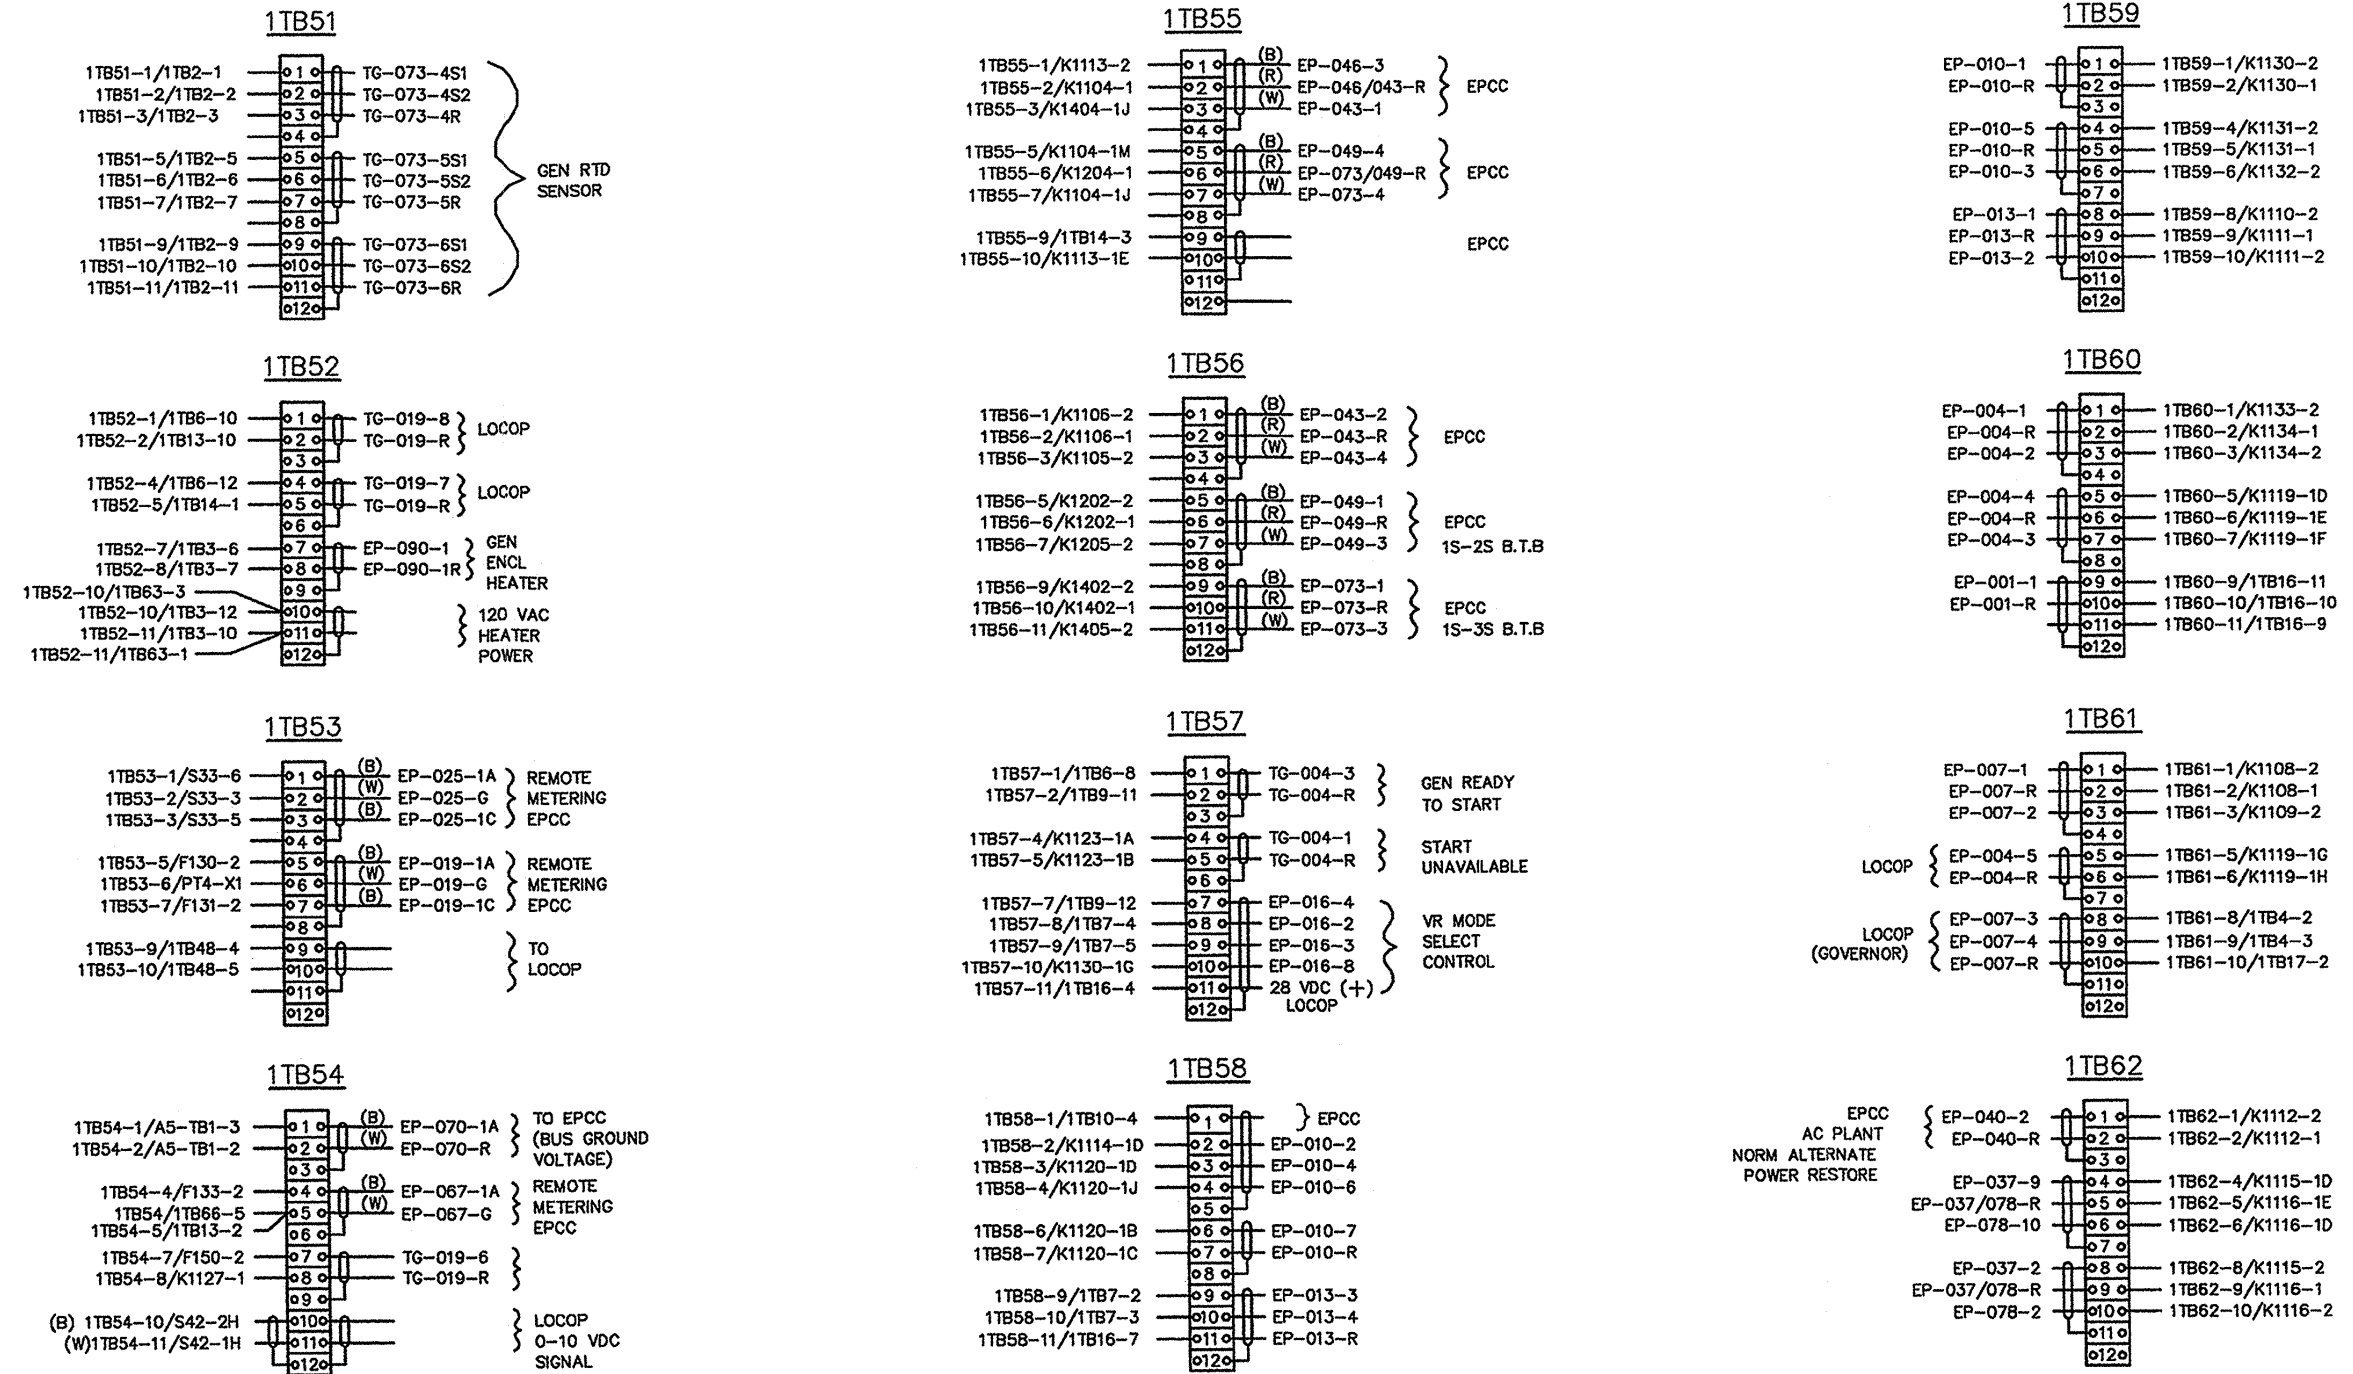 1TB51
1TB51-1/1TB2-1 1 TG-073-4S1
1TB51-2/1TB2-2 2 TG-073-4S2
1TB51-3/1TB2-3 3 TG-073-4R
4
1TB51-5/1TB2-5 5 TG-073-5S1
1TB51-6/1TB2-6 6 TG-073-5S2
1TB51-7/1TB2-7 7 TG-073-5R
8
1TB51-9/1TB2-9 9 TG-073-6S1
1TB51-10/1TB2-10 10 TG-073-6S2
1TB51-11/1TB2-11 11 TG-073-6R
12
GEN RTD
SENSOR
1TB52
1TB52-1/1TB6-10 1 TG-019-8
1TB52-2/1TB13-10 2 TG-019-R
LOCOP
3
1TB52-4/1TB6-12 4 TG-019-7
1TB52-5/1TB14-1 5 TG-019-R
LOCOP
6
1TB52-7/1TB3-6 7 EP-090-1
1TB52-8/1TB3-7 8 EP-090-1R
GEN
ENCL
HEATER
9
1TB52-10/1TB63-3
1TB52-10/1TB3-12 10
1TB52-11/1TB3-10 11
1TB52-11/1TB63-1
12
120 VAC
HEATER
POWER
1TB53
1TB53-1/S33-6 1 (B) EP-025-1A
1TB53-2/S33-3 2 (W) EP-025-G
1TB53-3/S33-5 3 (B) EP-025-1C
REMOTE
METERING
EPCC
4
1TB53-5/F130-2 5 (B) EP-019-1A
1TB53-6/PT4-X1 6 (W) EP-019-G
1TB53-7/F131-2 7 (B) EP-019-1C
REMOTE
METERING
EPCC
8
1TB53-9/1TB48-4 9
1TB53-10/1TB48-5 10
11
12
TO
LOCOP
1TB54
1TB54-1/A5-TB1-3 1 (B) EP-070-1A
1TB54-2/A5-TB1-2 2 (W) EP-070-R
TO EPCC
(BUS GROUND
VOLTAGE)
3
1TB54-4/F133-2 4 (B) EP-067-1A
1TB54/1TB66-5 5 (W) EP-067-G
1TB54-5/1TB13-2
REMOTE
METERING
EPCC
6
1TB54-7/F150-2 7 TG-019-6
1TB54-8/K1127-1 8 TG-019-R
9
(B) 1TB54-10/S42-2H 10
(W)1TB54-11/S42-1H 11
12
LOCOP
0-10 VDC
SIGNAL
1TB55
1TB55-1/K1113-2 1 (B) EP-046-3
1TB55-2/K1104-1 2 (R) EP-046/043-R
1TB55-3/K1404-1J 3 (W) EP-043-1
EPCC
4
1TB55-5/K1104-1M 5 (B) EP-049-4
1TB55-6/K1204-1 6 (R) EP-073/049-R
1TB55-7/K1104-1J 7 (W) EP-073-4
EPCC
8
1TB55-9/1TB14-3 9 EPCC
1TB55-10/K1113-1E 10
11
12
1TB56
1TB56-1/K1106-2 1 (B) EP-043-2
1TB56-2/K1106-1 2 (R) EP-043-R
1TB56-3/K1105-2 3 (W) EP-043-4
EPCC
4
1TB56-5/K1202-2 5 (B) EP-049-1
1TB56-6/K1202-1 6 (R) EP-049-R
1TB56-7/K1205-2 7 (W) EP-049-3
EPCC
1S-2S B.T.B
8
1TB56-9/K1402-2 9 (B) EP-073-1
1TB56-10/K1402-1 10 (R) EP-073-R
1TB56-11/K1405-2 11 (W) EP-073-3
EPCC
1S-3S B.T.B
12
1TB57
1TB57-1/1TB6-8 1 TG-004-3
1TB57-2/1TB9-11 2 TG-004-R
GEN READY
TO START
3
1TB57-4/K1123-1A 4 TG-004-1
1TB57-5/K1123-1B 5 TG-004-R
START
UNAVAILABLE
6
1TB57-7/1TB9-12 7 EP-016-4
1TB57-8/1TB7-4 8 EP-016-2
1TB57-9/1TB7-5 9 EP-016-3
1TB57-10/K113D-1G 10 EP-016-8
1TB57-11/1TB16-4 11 28 VDC (+)
12 LOCOP
VR MODE
SELECT
CONTROL
1TB58
1TB58-1/1TB10-4 1 EPCC
1TB58-2/K1114-1D 2 EP-010-2
1TB58-3/K1120-1D 3 EP-010-4
1TB58-4/K1120-1J 4 EP-010-6
5
1TB58-6/K1120-1B 6 EP-010-7
1TB58-7/K1120-1C 7 EP-010-R
8
1TB58-9/1TB7-2 9 EP-013-3
1TB58-10/1TB7-3 10 EP-013-4
1TB58-11/1TB16-7 11 EP-013-R
12
1TB59
EP-010-1 1 1TB59-1/K1130-2
EP-010-R 2 1TB59-2/K1130-1
3
EP-010-5 4 1TB59-4/K1131-2
EP-010-R 5 1TB59-5/K1131-1
EP-010-3 6 1TB59-6/K1132-2
7
EP-013-1 8 1TB59-8/K1110-2
EP-013-R 9 1TB59-9/K1111-1
EP-013-2 10 1TB59-10/K1111-2
11
12
1TB60
EP-004-1 1 1TB60-1/K1133-2
EP-004-R 2 1TB60-2/K1134-1
EP-004-2 3 1TB60-3/K1134-2
4
EP-004-4 5 1TB60-5/K1119-1D
EP-004-R 6 1TB60-6/K1119-1E
EP-004-3 7 1TB60-7/K1119-1F
8
EP-001-1 9 1TB60-9/1TB16-11
EP-001-R 10 1TB60-10/1TB16-10
11 1TB60-11/1TB16-9
12
1TB61
EP-007-1 1 1TB61-1/K1108-2
EP-007-R 2 1TB61-2/K1108-1
EP-007-2 3 1TB61-3/K1109-2
4
LOCOP
EP-004-5 5 1TB61-5/K1119-1G
EP-004-R 6 1TB61-6/K1119-1H
7
LOCOP
(GOVERNOR)
EP-007-3 8 1TB61-8/1TB4-2
EP-007-4 9 1TB61-9/1TB4-3
EP-007-R 10 1TB61-10/1TB17-2
11
12
1TB62
EPCC
AC PLANT
NORM ALTERNATE
POWER RESTORE
EP-040-2 1 1TB62-1/K1112-2
EP-040-R 2 1TB62-2/K1112-1
3
EP-037-9 4 1TB62-4/K1115-1D
EP-037/078-R 5 1TB62-5/K1116-1E
EP-078-10 6 1TB62-6/K1116-1D
7
EP-037-2 8 1TB62-8/K1115-2
EP-037/078-R 9 1TB62-9/K1116-1
EP-078-2 10 1TB62-10/K1116-2
11
12